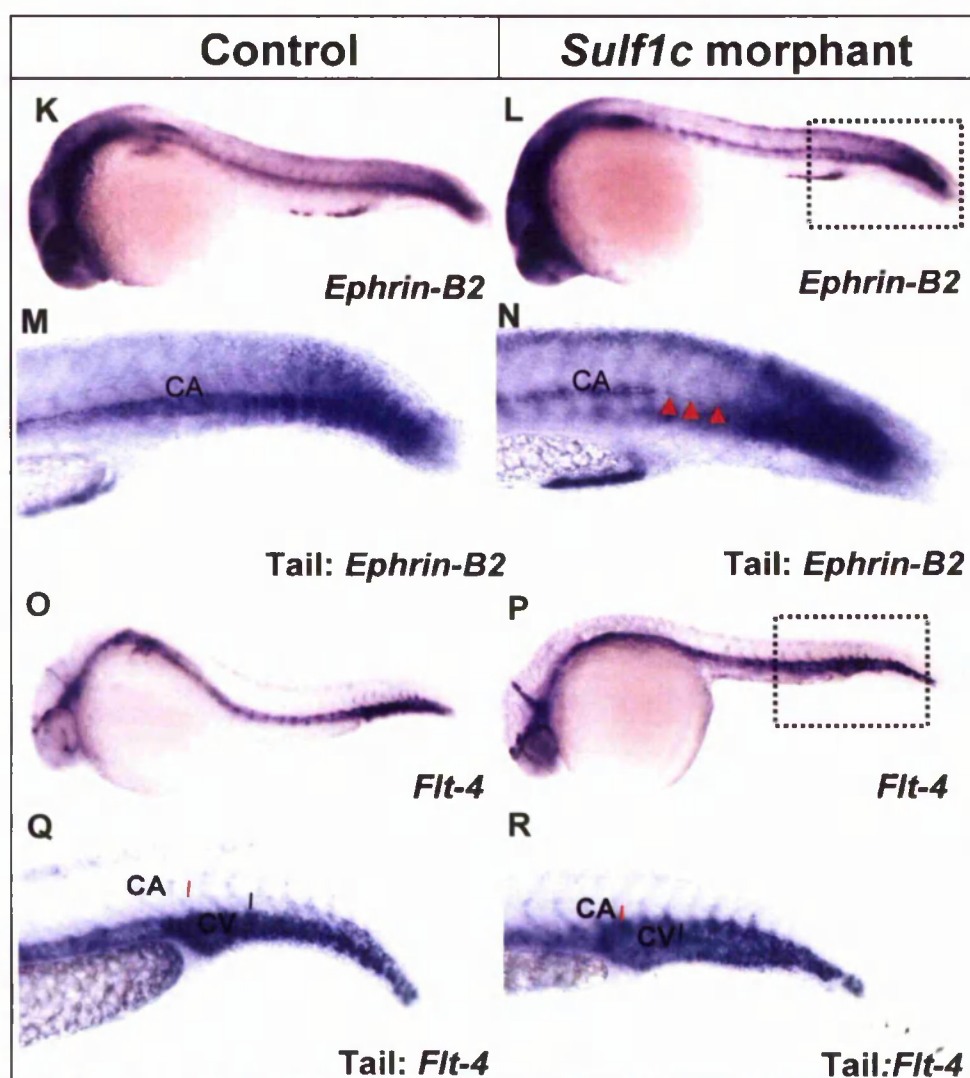 Control
Sulf1c morphant
K
L
Ephrin-B2
Ephrin-B2
M
CA
N
CA
Tail: Ephrin-B2
Tail: Ephrin-B2
O
P
Flt-4
Flt-4
Q
CA
CV
R
CA
CV
Tail: Flt-4
Tail:Flt-4